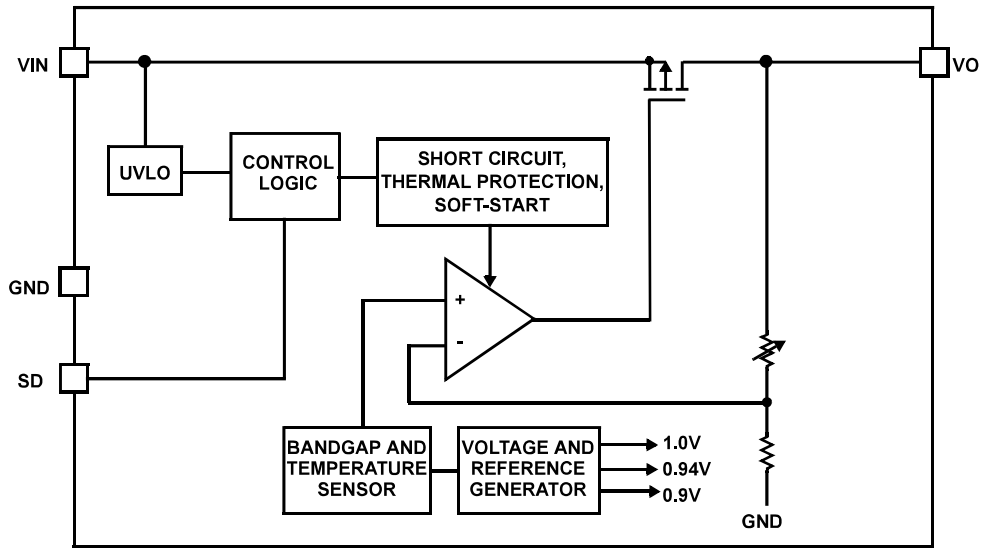 VIN
VO
UVLO
CONTROL
LOGIC
SHORT CIRCUIT,
THERMAL PROTECTION,
SOFT-START
GND
+
-
SD
BANDGAP AND
TEMPERATURE
SENSOR
VOLTAGE AND
REFERENCE
GENERATOR
1.0V
0.94V
0.9V
GND